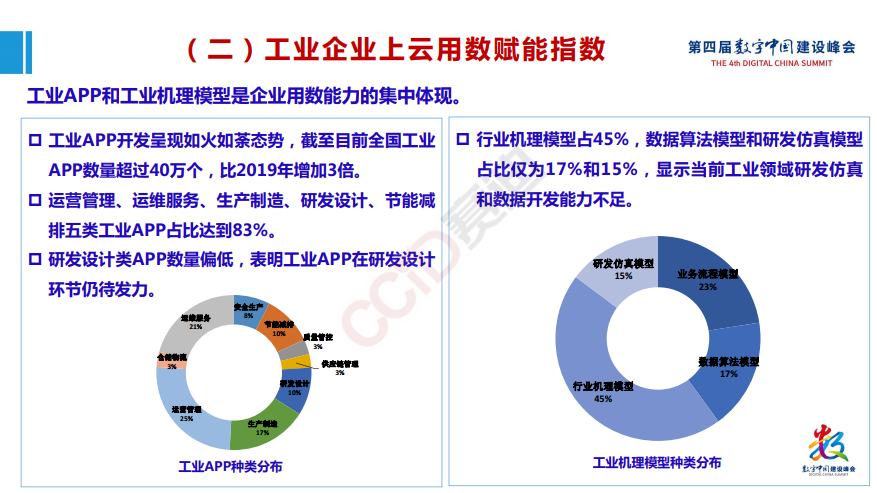 （二）工业企业上云用数赋能指数
第四届数字中国建设峰会
THE 4th DIGITAL CHINA SUMMIT
工业APP和工业机理模型是企业用数能力的集中体现。
工业APP开发呈现如火如荼态势，截至目前全国工业
APP数量超过40万个，比2019年增加3倍。
运营管理、运维服务、生产制造、研发设计、节能减
排五类工业APP占比达到83%。
研发设计类APP数量偏低，表明工业APP在研发设计
环节仍待发力。
安全生产
8%
节能减排
10%
质量管控
3%
供应链管理
3%
研发设计
10%
生产制造
17%
运营管理
25%
仓储物流
3%
运维服务
21%
工业APP种类分布
行业机理模型占45%，数据算法模型和研发仿真模型
占比仅为17%和15%，显示当前工业领域研发仿真
和数据开发能力不足。
业务流程模型
23%
数据算法模型
17%
行业机理模型
45%
研发仿真模型
15%
工业机理模型种类分布
CCID赛迪
数字中国建设峰会
DIGITAL CHINA SUMMIT